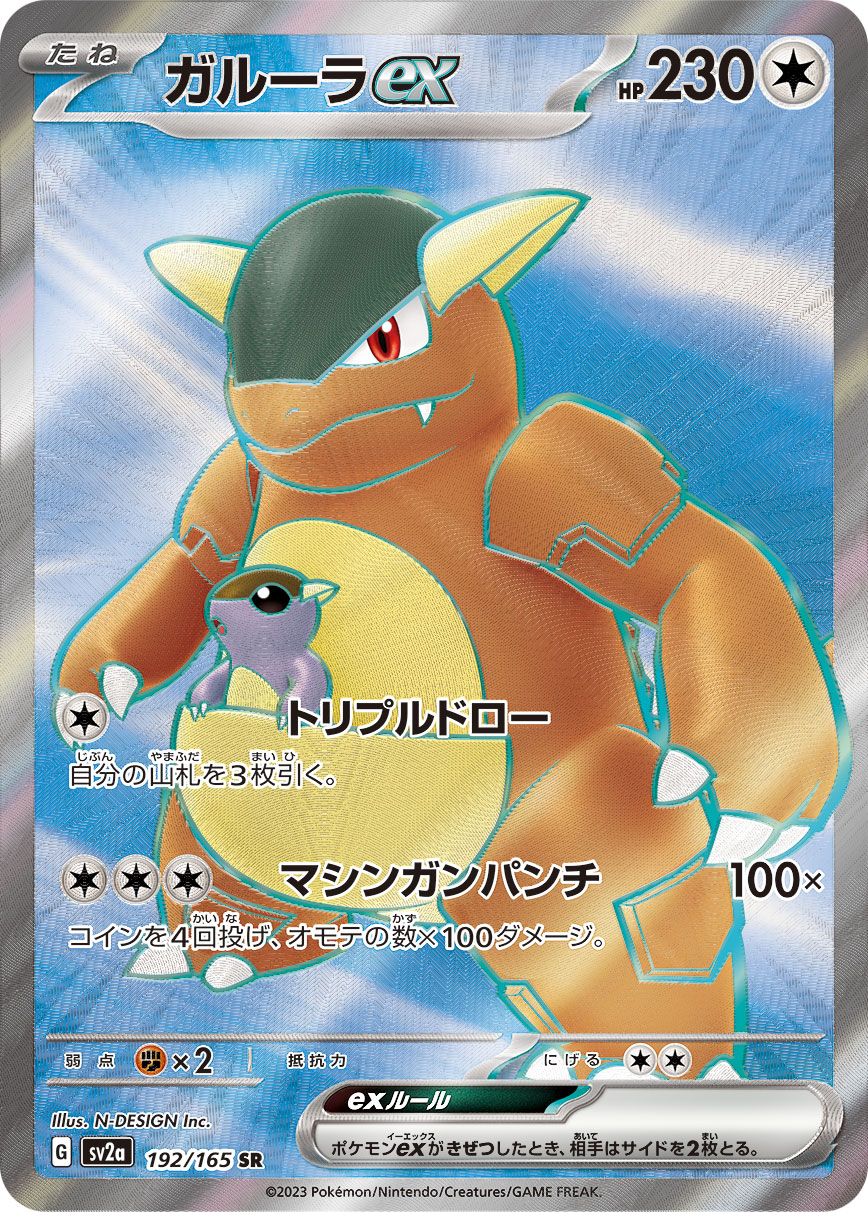 たね
ガルーラex
HP 230
トリプルドロー
自分の山札を3枚引く。
マシンガンパンチ 100×
コインを4回投げ、オモテの数×100ダメージ。
弱点 ×2 抵抗力 にげる
exルール
ポケモンexがきぜつしたとき、相手はサイドを2枚とる。
Illus. N-DESIGN Inc.
G sv2a 192/165 SR
©2023 Pokémon/Nintendo/Creatures/GAME FREAK.